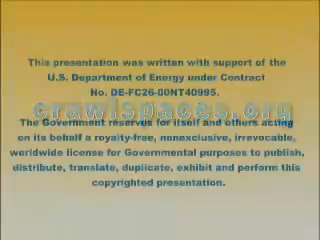 This presentation was written with support of the
U.S. Department of Energy under Contract
No. DE-FC26-00NT40995.
crawlspaces.org
The Government reserves for itself and others acting
on its behalf a royalty-free, nonexclusive, irrevocable,
worldwide license for Governmental purposes to publish,
distribute, translate, duplicate, exhibit and perform this
copyrighted presentation.